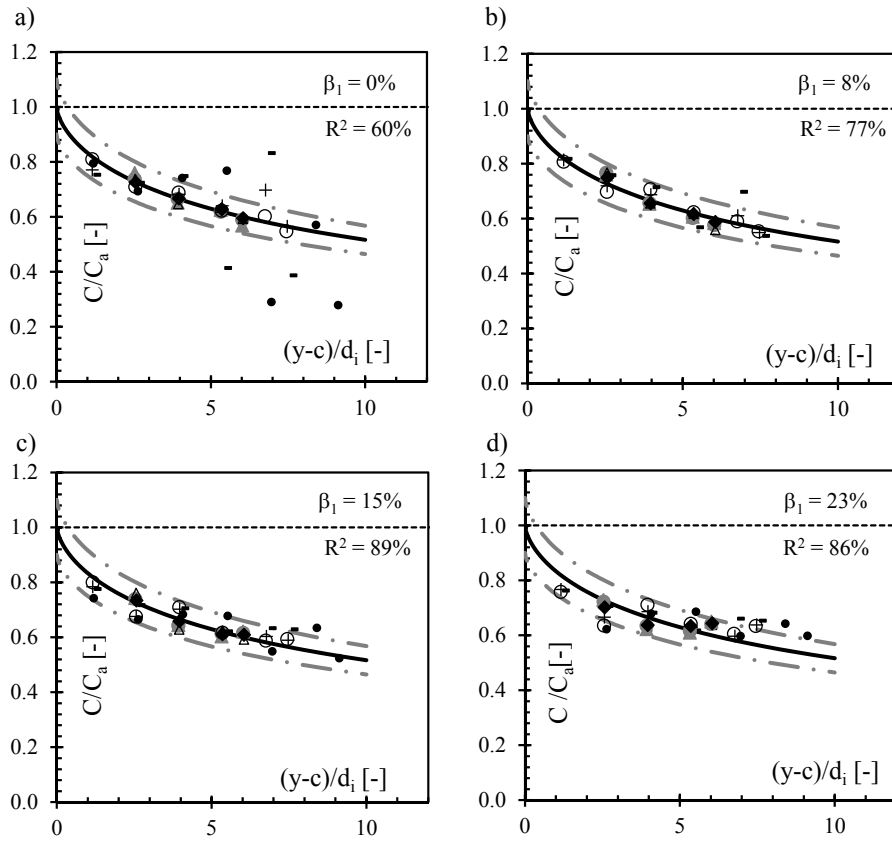 a)
1.2
1.0
0.8
0.6
0.4
0.2
0.0
C/Cₐ [-]
β₁ = 0%
R² = 60%
(y-c)/dᵢ [-]
0 5 10
b)
1.2
1.0
0.8
0.6
0.4
0.2
0.0
C/Cₐ [-]
β₁ = 8%
R² = 77%
(y-c)/dᵢ [-]
0 5 10
c)
1.2
1.0
0.8
0.6
0.4
0.2
0.0
C/Cₐ [-]
β₁ = 15%
R² = 89%
(y-c)/dᵢ [-]
0 5 10
d)
1.2
1.0
0.8
0.6
0.4
0.2
0.0
C /Cₐ[-]
β₁ = 23%
R² = 86%
(y-c)/dᵢ [-]
0 5 10